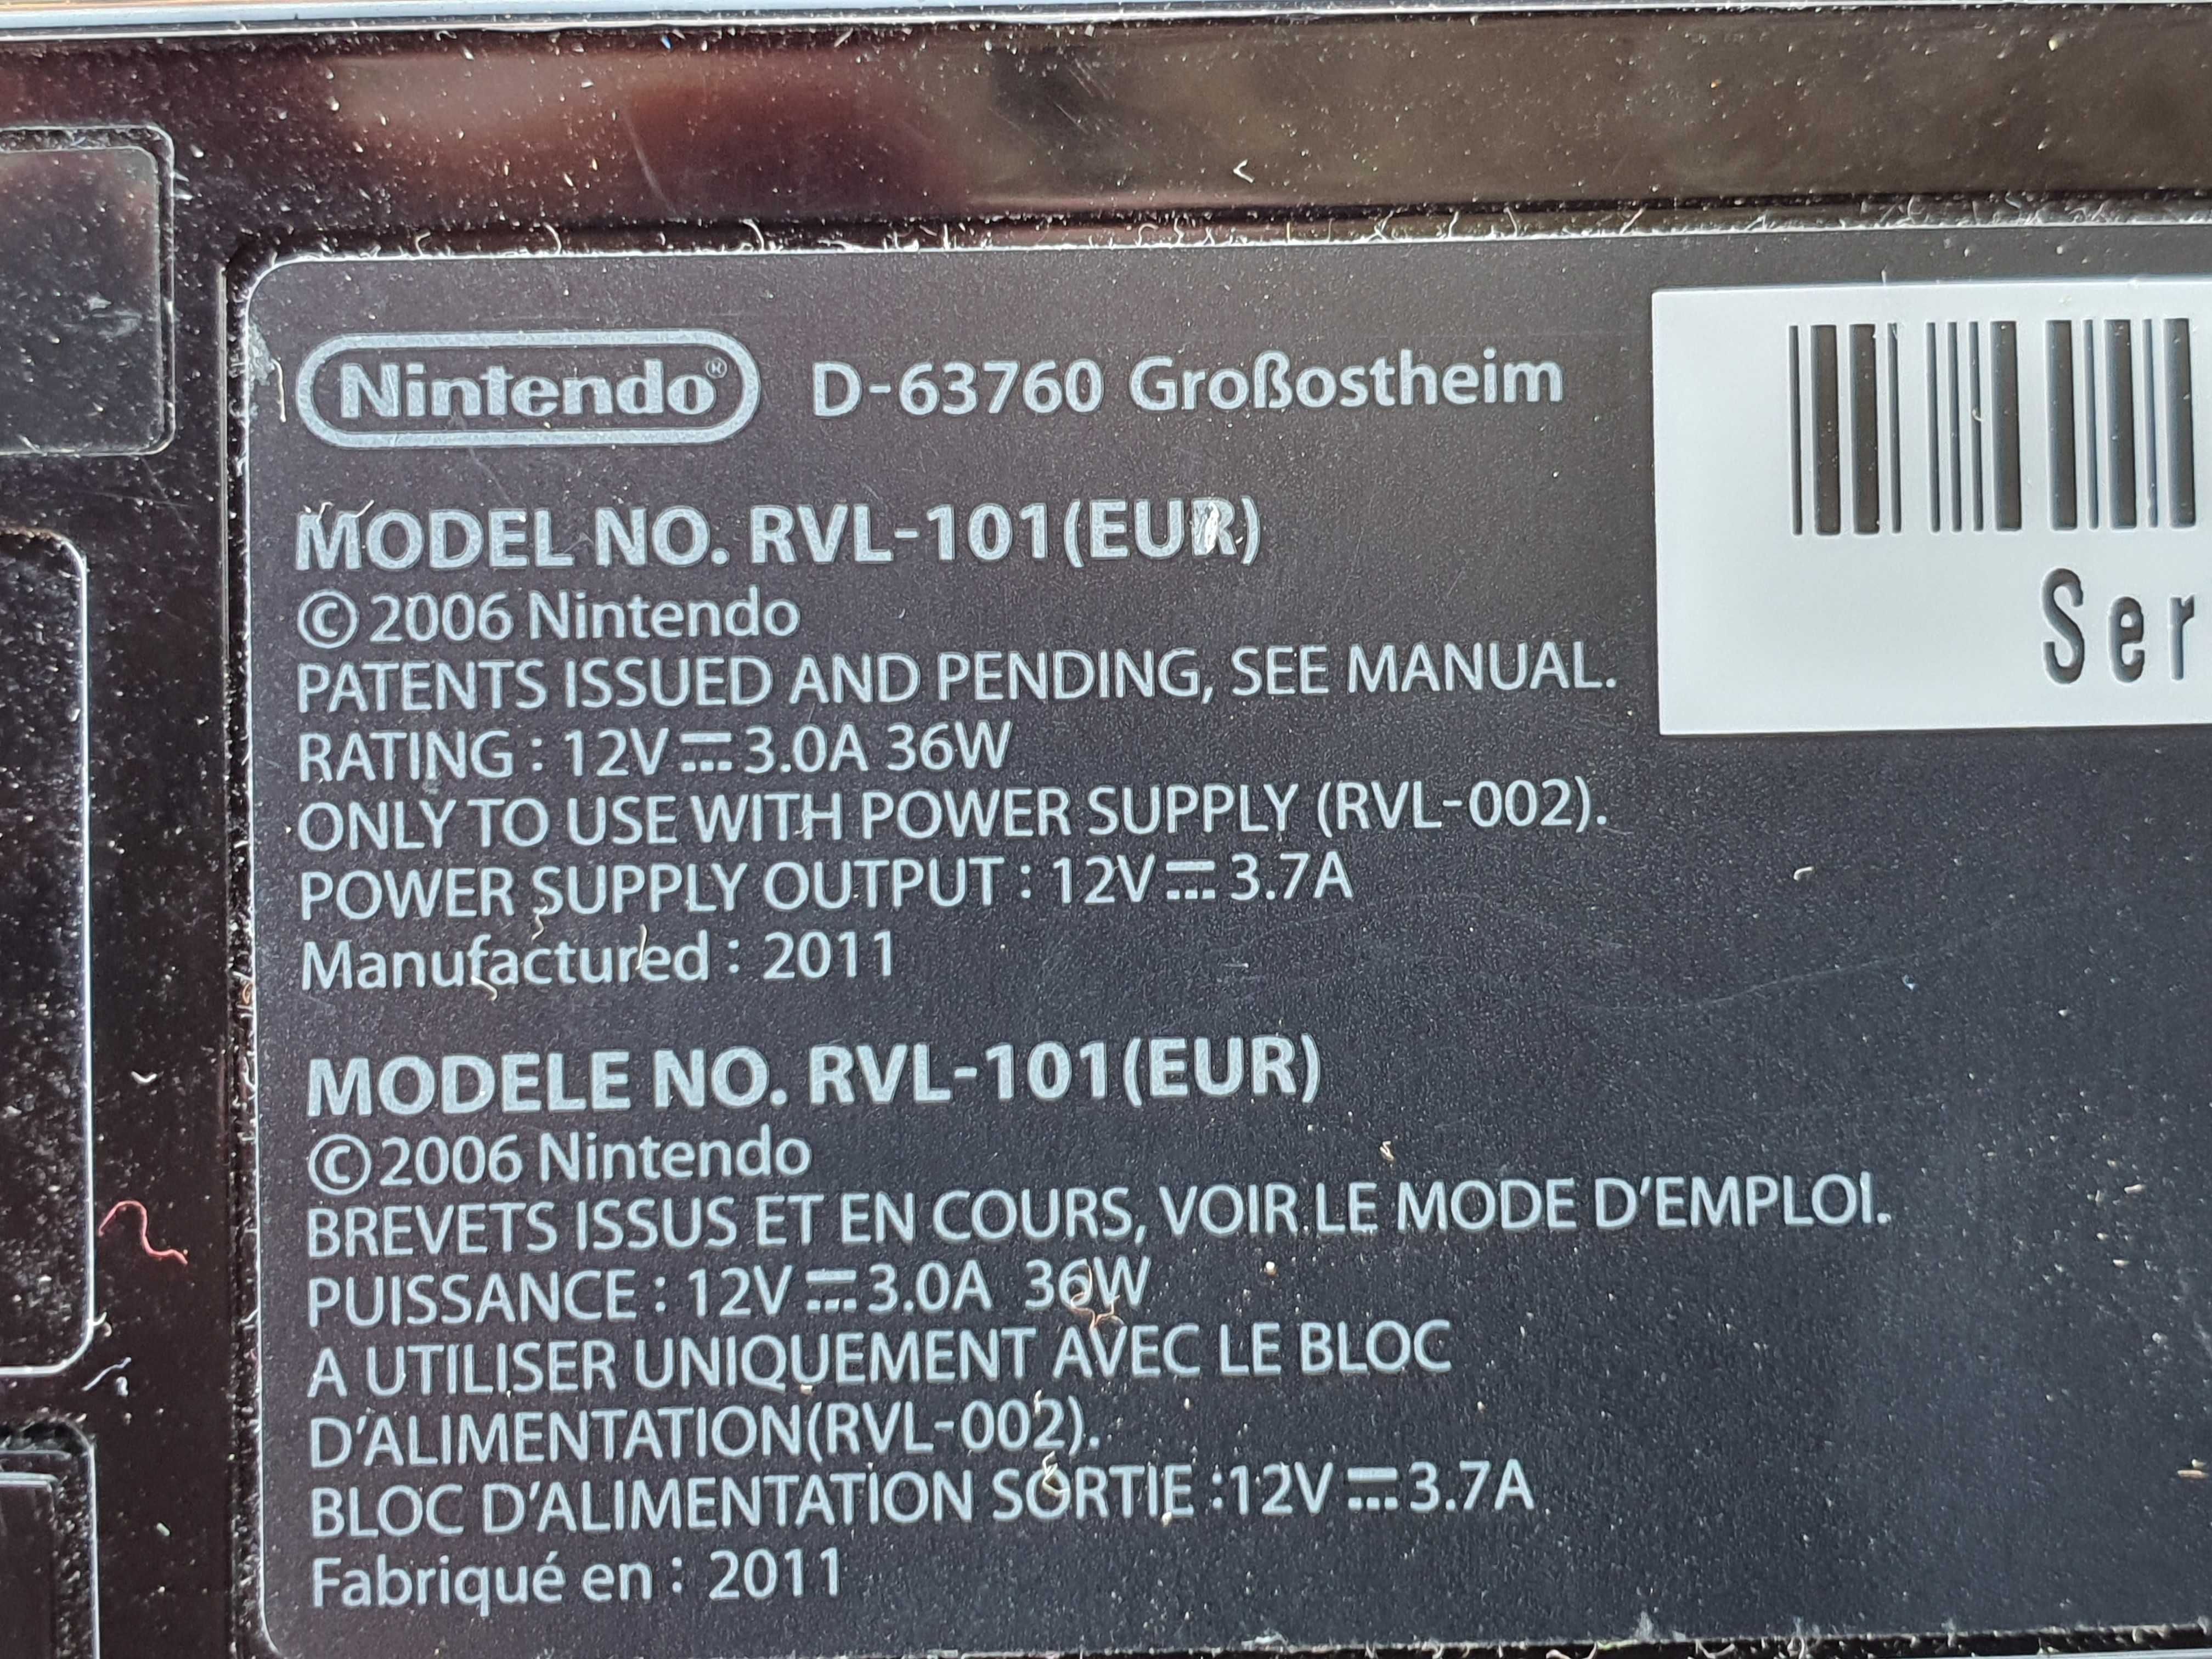 Nintendo® D-63760 Großostheim
MODEL NO. RVL-101(EUR)
© 2006 Nintendo
PATENTS ISSUED AND PENDING, SEE MANUAL.
RATING : 12V⎓3.0A 36W
ONLY TO USE WITH POWER SUPPLY (RVL-002).
POWER SUPPLY OUTPUT : 12V⎓3.7A
Manufactured : 2011
MODELE NO. RVL-101(EUR)
©2006 Nintendo
BREVETS ISSUS ET EN COURS, VOIR LE MODE D'EMPLOI.
PUISSANCE : 12V⎓3.0A 36W
A UTILISER UNIQUEMENT AVEC LE BLOC
D'ALIMENTATION(RVL-002).
BLOC D'ALIMENTATION SORTIE :12V⎓3.7A
Fabriqué en : 2011
Ser